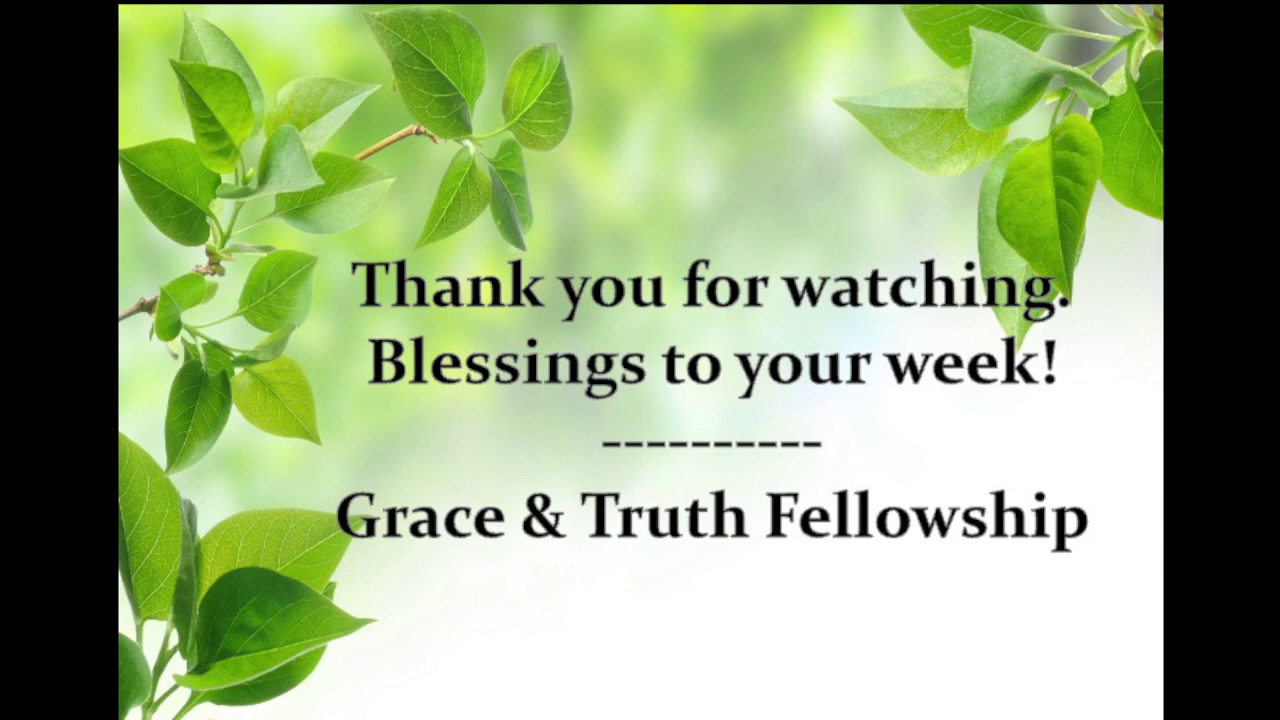 Thank you for watching.
Blessings to your week!
----------
Grace & Truth Fellowship